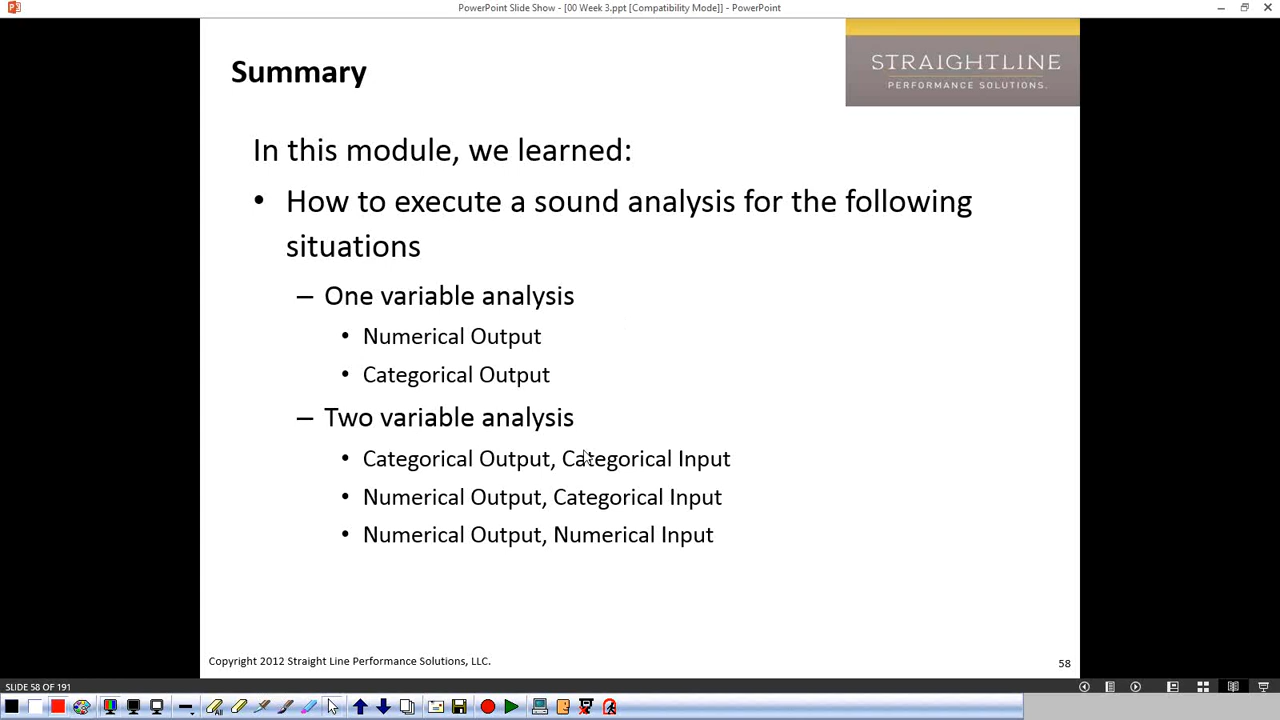 PowerPoint Slide Show - [00 Week 3.ppt [Compatibility Mode]] - PowerPoint
Summary
STRAIGHTLINE
PERFORMANCE SOLUTIONS.
In this module, we learned:
• How to execute a sound analysis for the following
situations
– One variable analysis
• Numerical Output
• Categorical Output
– Two variable analysis
• Categorical Output, Categorical Input
• Numerical Output, Categorical Input
• Numerical Output, Numerical Input
Copyright 2012 Straight Line Performance Solutions, LLC.
58
SLIDE 58 OF 191